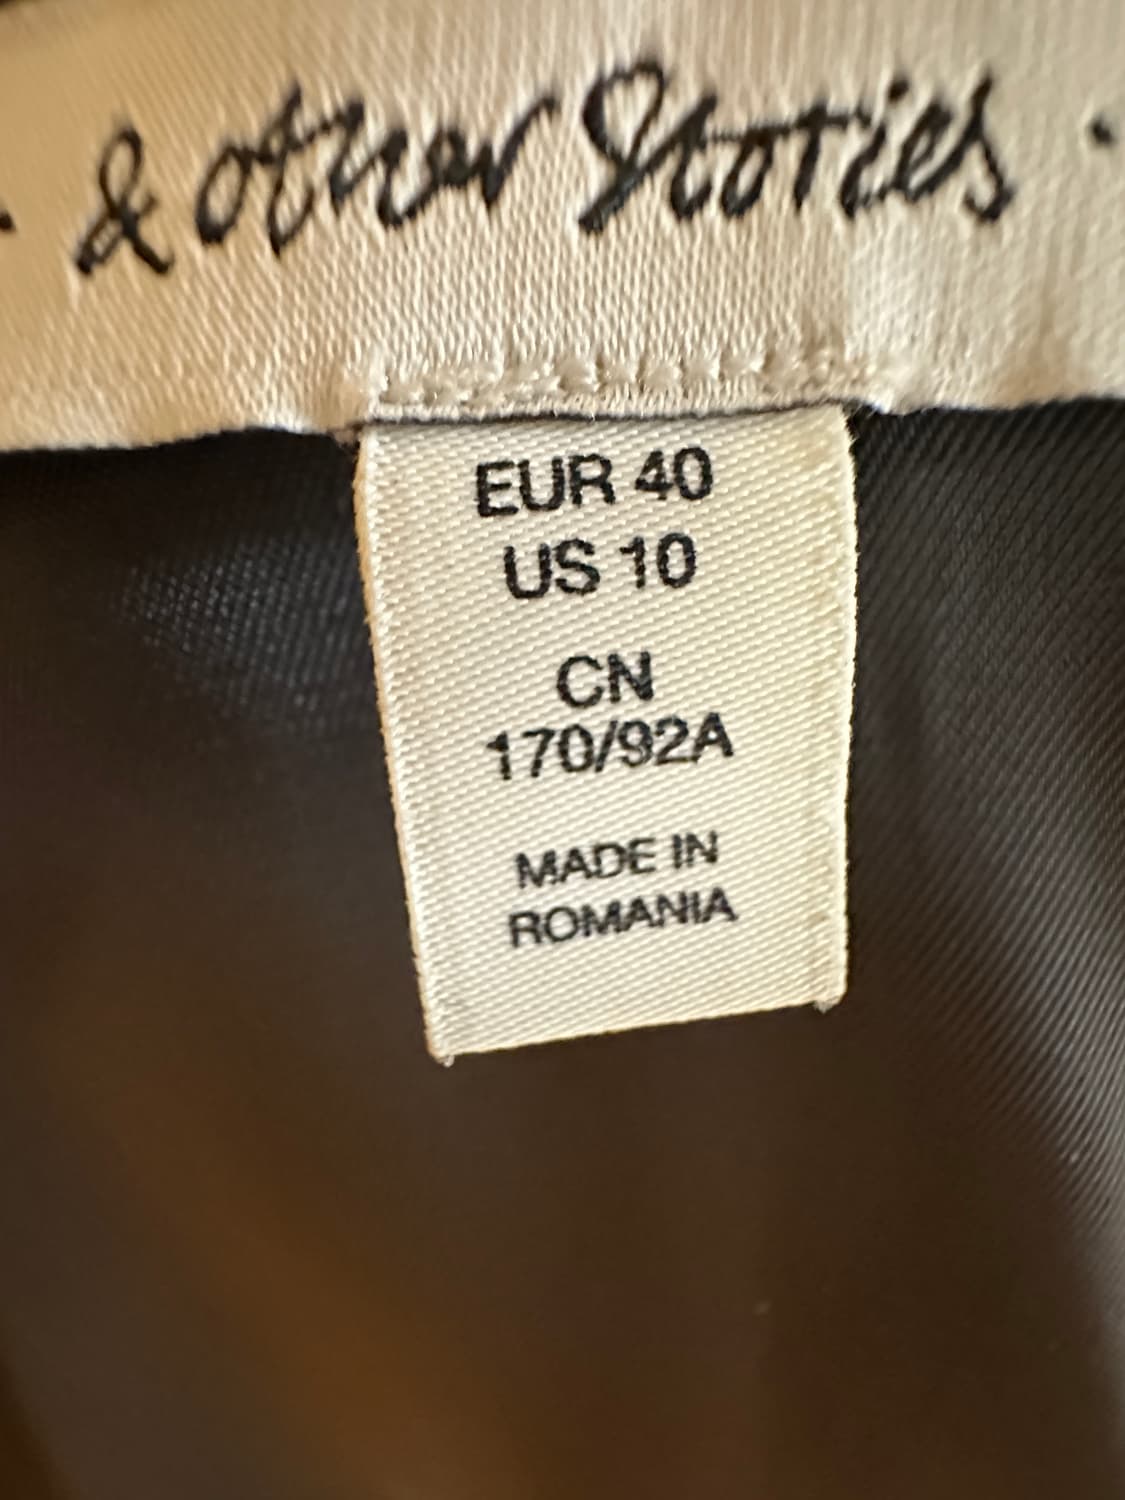 · & other Stories ·
EUR 40
US 10
CN
170/92A
MADE IN
ROMANIA